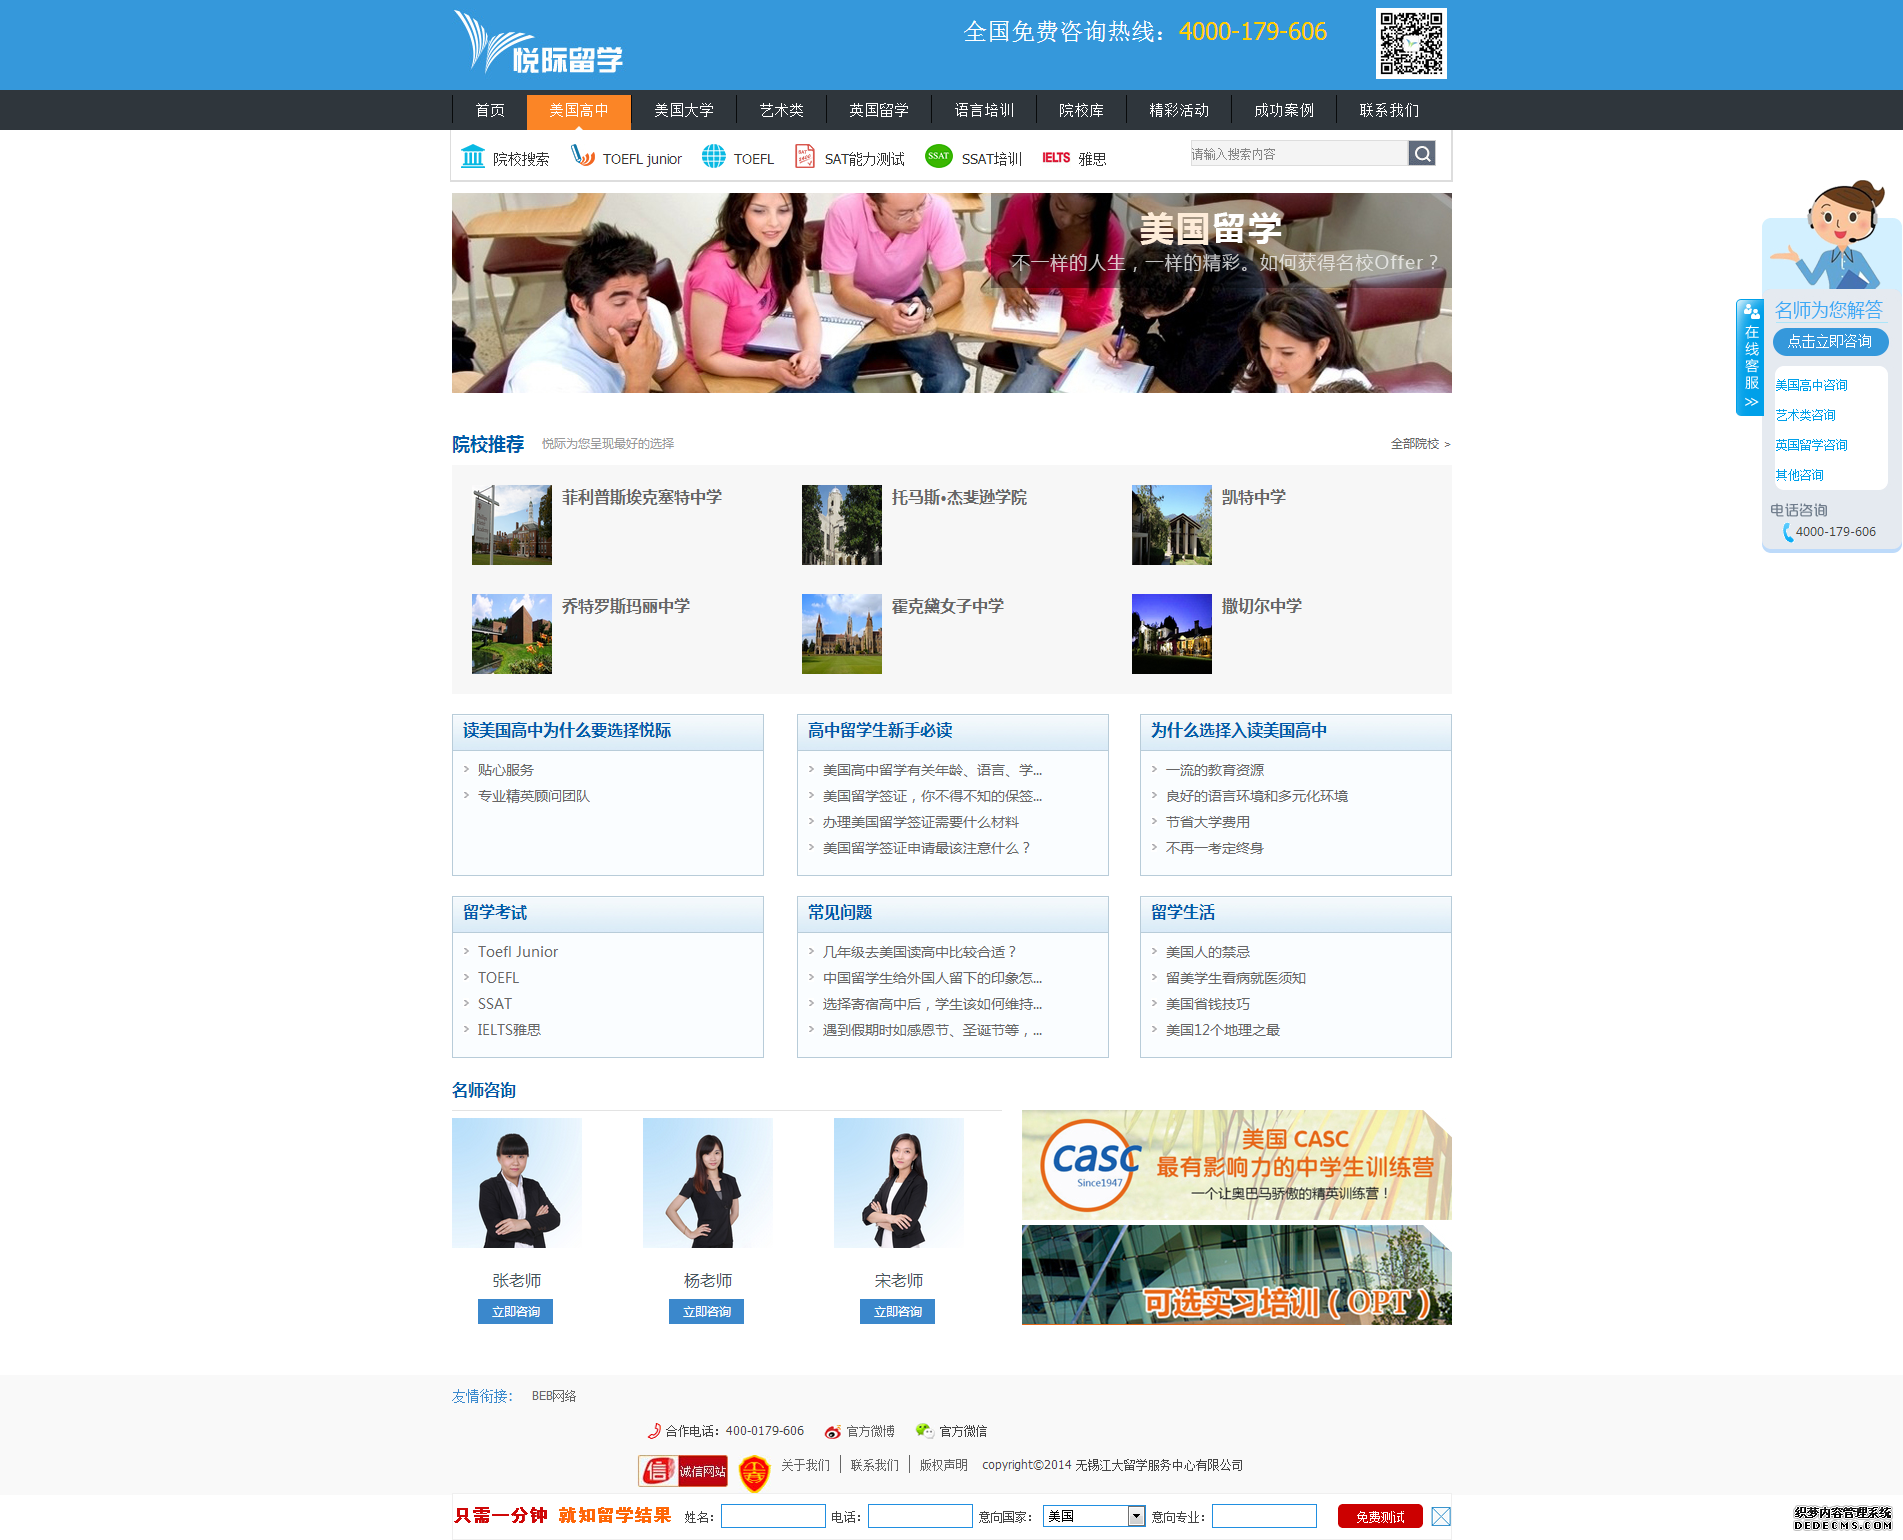 悦际留学
全国免费咨询热线：4000-179-606
首页 美国高中 美国大学 艺术类 英国留学 语言培训 院校库 精彩活动 成功案例 联系我们
院校搜索 TOEFL junior TOEFL SAT能力测试 SSAT SSAT培训 IELTS 雅思 请输入搜索内容
美国留学
不一样的人生，一样的精彩。如何获得名校Offer？
名师为您解答
点击立即咨询
在线客服 >>
美国高中咨询
艺术类咨询
英国留学咨询
其他咨询
电话咨询
4000-179-606
院校推荐 悦际为您呈现最好的选择 全部院校 >
菲利普斯埃克塞特中学 托马斯•杰斐逊学院 凯特中学
乔特罗斯玛丽中学 霍克黛女子中学 撒切尔中学
读美国高中为什么要选择悦际
贴心服务
专业精英顾问团队
高中留学生新手必读
美国高中留学有关年龄、语言、学...
美国留学签证，你不得不知的保签...
办理美国留学签证需要什么材料
美国留学签证申请最该注意什么？
为什么选择入读美国高中
一流的教育资源
良好的语言环境和多元化环境
节省大学费用
不再一考定终身
留学考试
Toefl Junior
TOEFL
SSAT
IELTS雅思
常见问题
几年级去美国读高中比较合适？
中国留学生给外国人留下的印象怎...
选择寄宿高中后，学生该如何维持...
遇到假期时如感恩节、圣诞节等，...
留学生活
美国人的禁忌
留美学生看病就医须知
美国省钱技巧
美国12个地理之最
名师咨询
张老师 杨老师 宋老师
立即咨询 立即咨询 立即咨询
casc
Since1947
美国 CASC
最有影响力的中学生训练营
一个让奥巴马骄傲的精英训练营！
可选实习培训（OPT）
友情衔接： BEB网络
合作电话：400-0179-606 官方微博 官方微信
信 诚信网站 关于我们 联系我们 版权声明 copyright©2014 无锡江大留学服务中心有限公司
只需一分钟 就知留学结果 姓名： 电话： 意向国家： 美国 意向专业： 免费测试
织梦内容管理系统
DEDECMS.COM